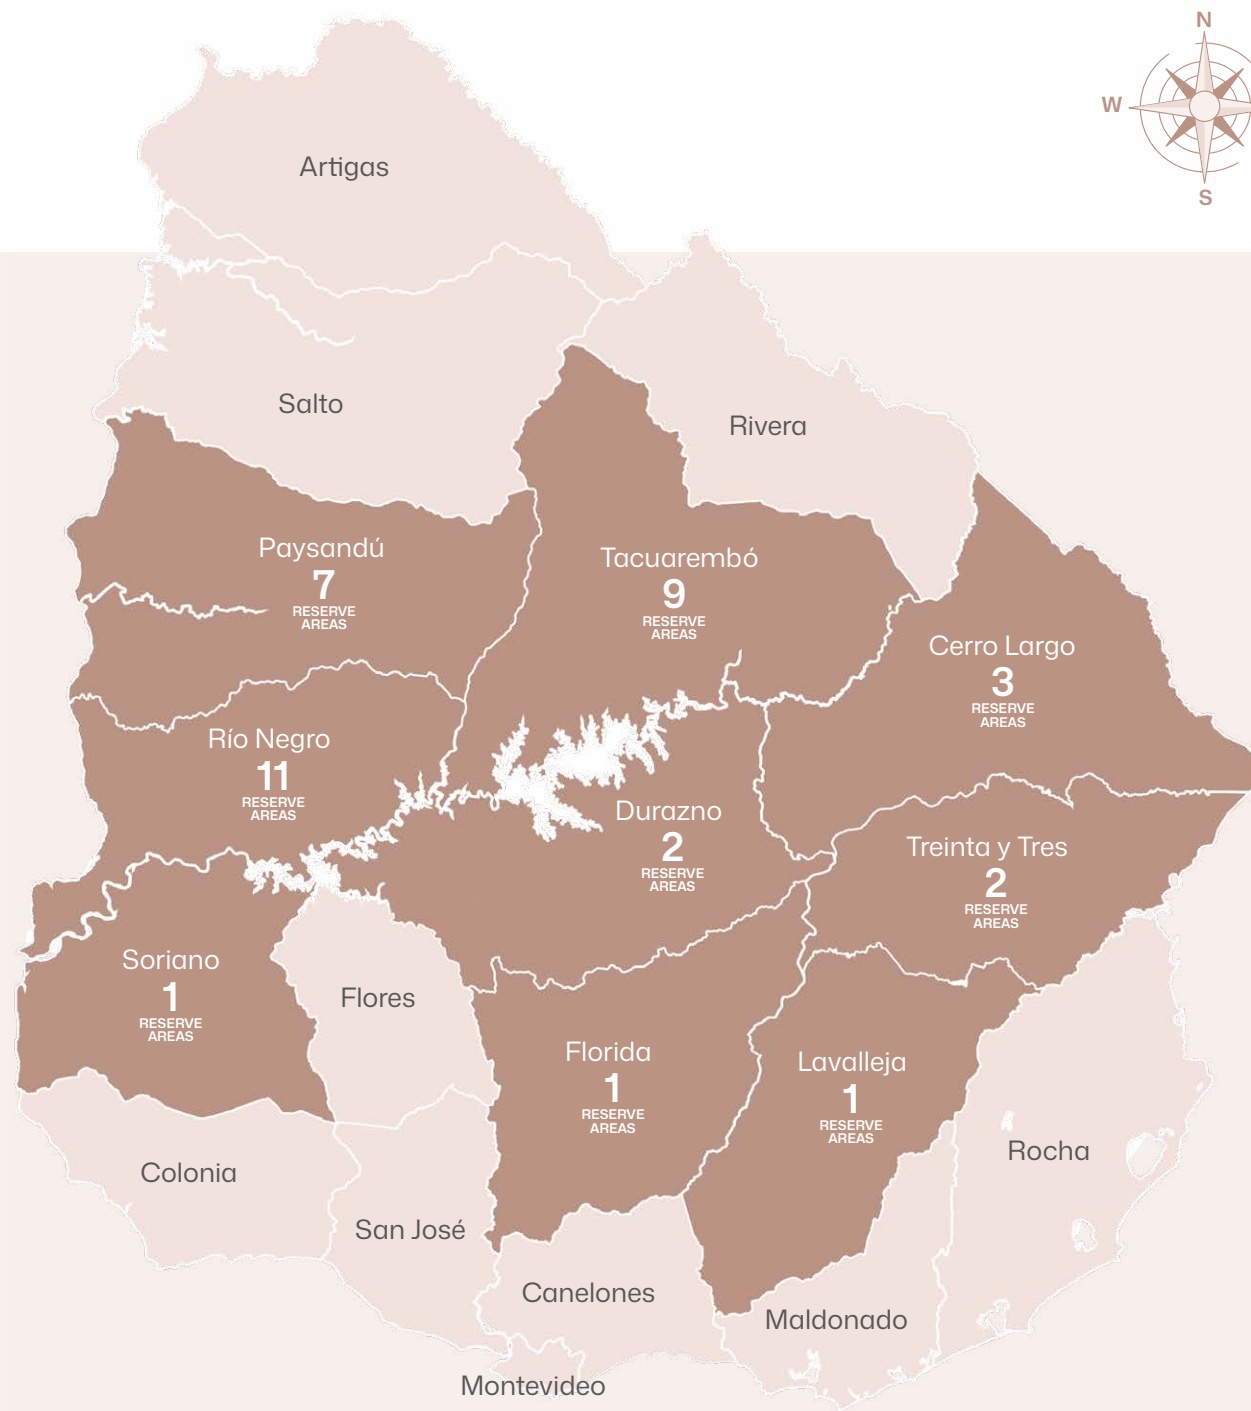 N
W
S
Artigas
Salto
Rivera
Paysandú
7
RESERVE
AREAS
Tacuarembó
9
RESERVE
AREAS
Cerro Largo
3
RESERVE
AREAS
Río Negro
11
RESERVE
AREAS
Durazno
2
RESERVE
AREAS
Treinta y Tres
2
RESERVE
AREAS
Soriano
1
RESERVE
AREAS
Flores
Florida
1
RESERVE
AREAS
Lavalleja
1
RESERVE
AREAS
Rocha
Colonia
San José
Canelones
Maldonado
Montevideo